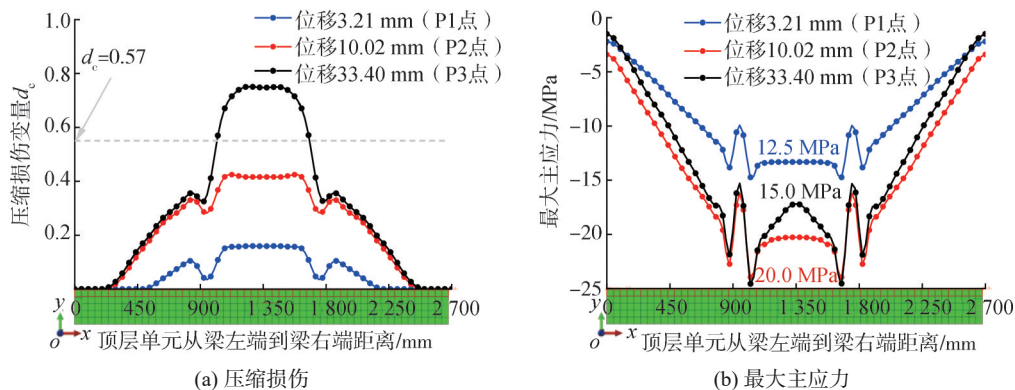 位移3.21 mm（P1点）
位移10.02 mm（P2点）
位移33.40 mm（P3点）
d_c=0.57
压缩损伤变量d_c
1.0
0.8
0.6
0.4
0.2
y
x
o
0 450 900 1 350 1 800 2 250 2 700
顶层单元从梁左端到梁右端距离/mm
(a) 压缩损伤
位移3.21 mm（P1点）
位移10.02 mm（P2点）
位移33.40 mm（P3点）
最大主应力/MPa
0
−5
−10
−15
−20
−25
12.5 MPa
15.0 MPa
20.0 MPa
y
x
o
0 450 900 1 350 1 800 2 250 2 700
顶层单元从梁左端到梁右端距离/mm
(b) 最大主应力